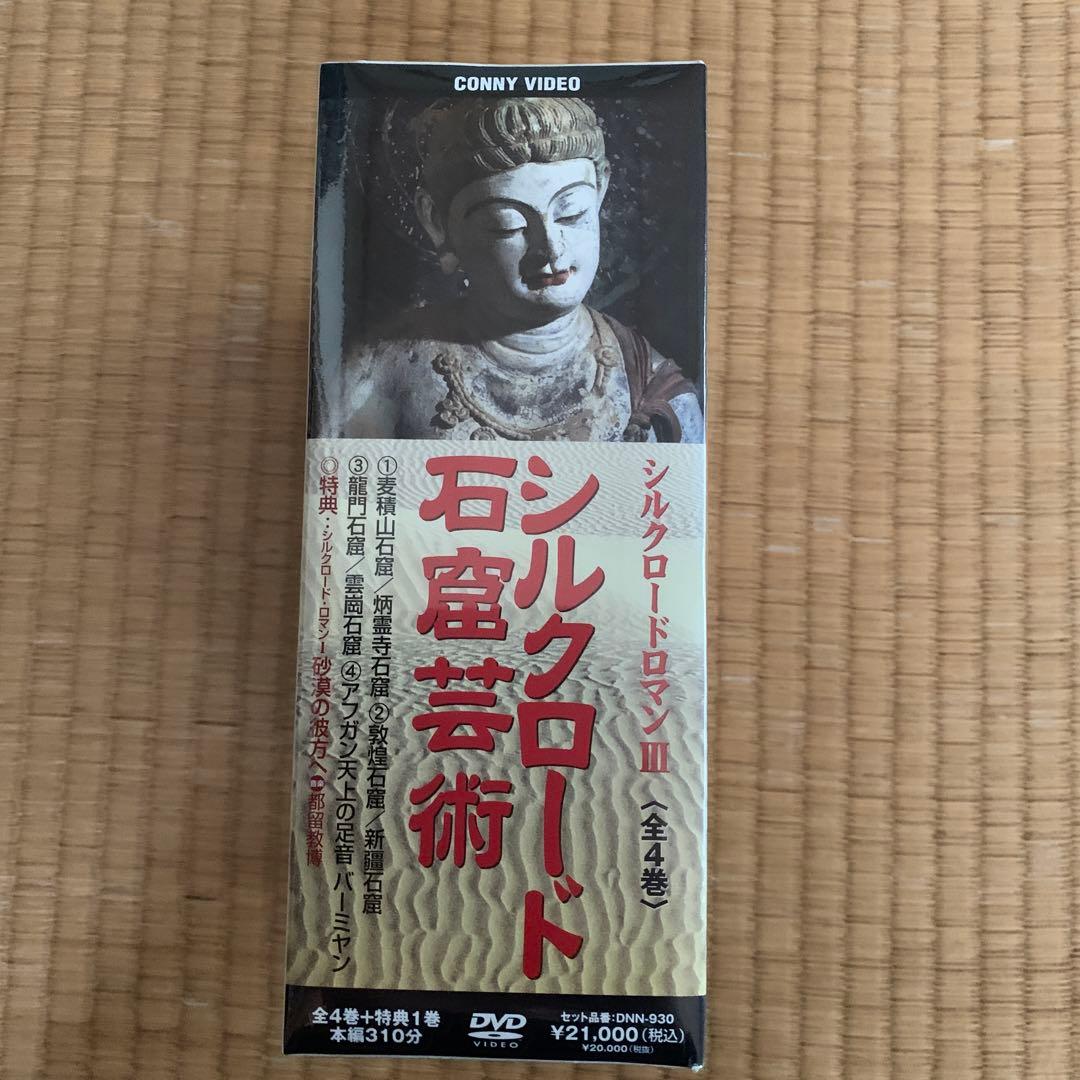 CONNY VIDEO
シルクロードロマンⅢ〈全4巻〉
シルクロード
石窟芸術
①麦積山石窟／炳霊寺石窟 ②敦煌石窟／新疆石窟
③龍門石窟／雲岡石窟 ④アフガン天上の足音 バーミヤン
◎特典：シルクロード・ロマンⅠ 砂漠の彼方へ 音楽 都留教博
全4巻+特典1巻
本編310分
DVD
VIDEO
セット品番：DNN-930
¥21,000（税込）
¥20.000（税抜）